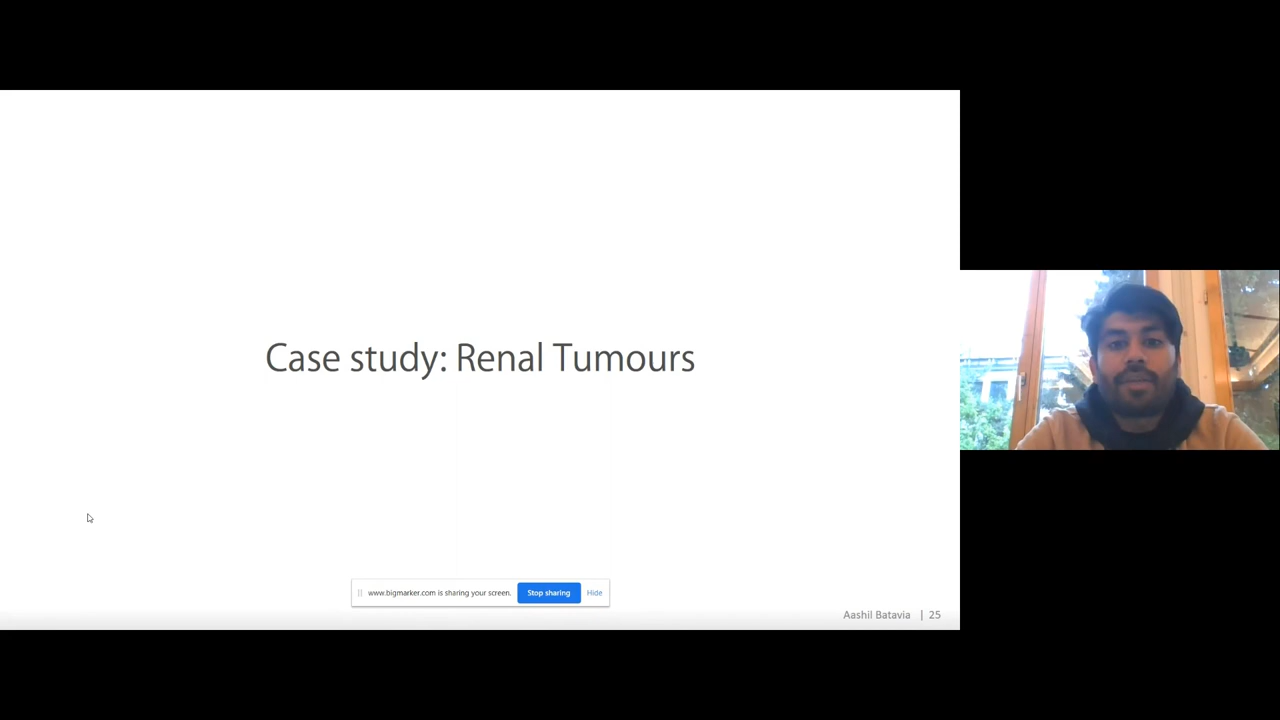 Case study: Renal Tumours
www.bigmarker.com is sharing your screen.
Stop sharing
Hide
Aashil Batavia | 25